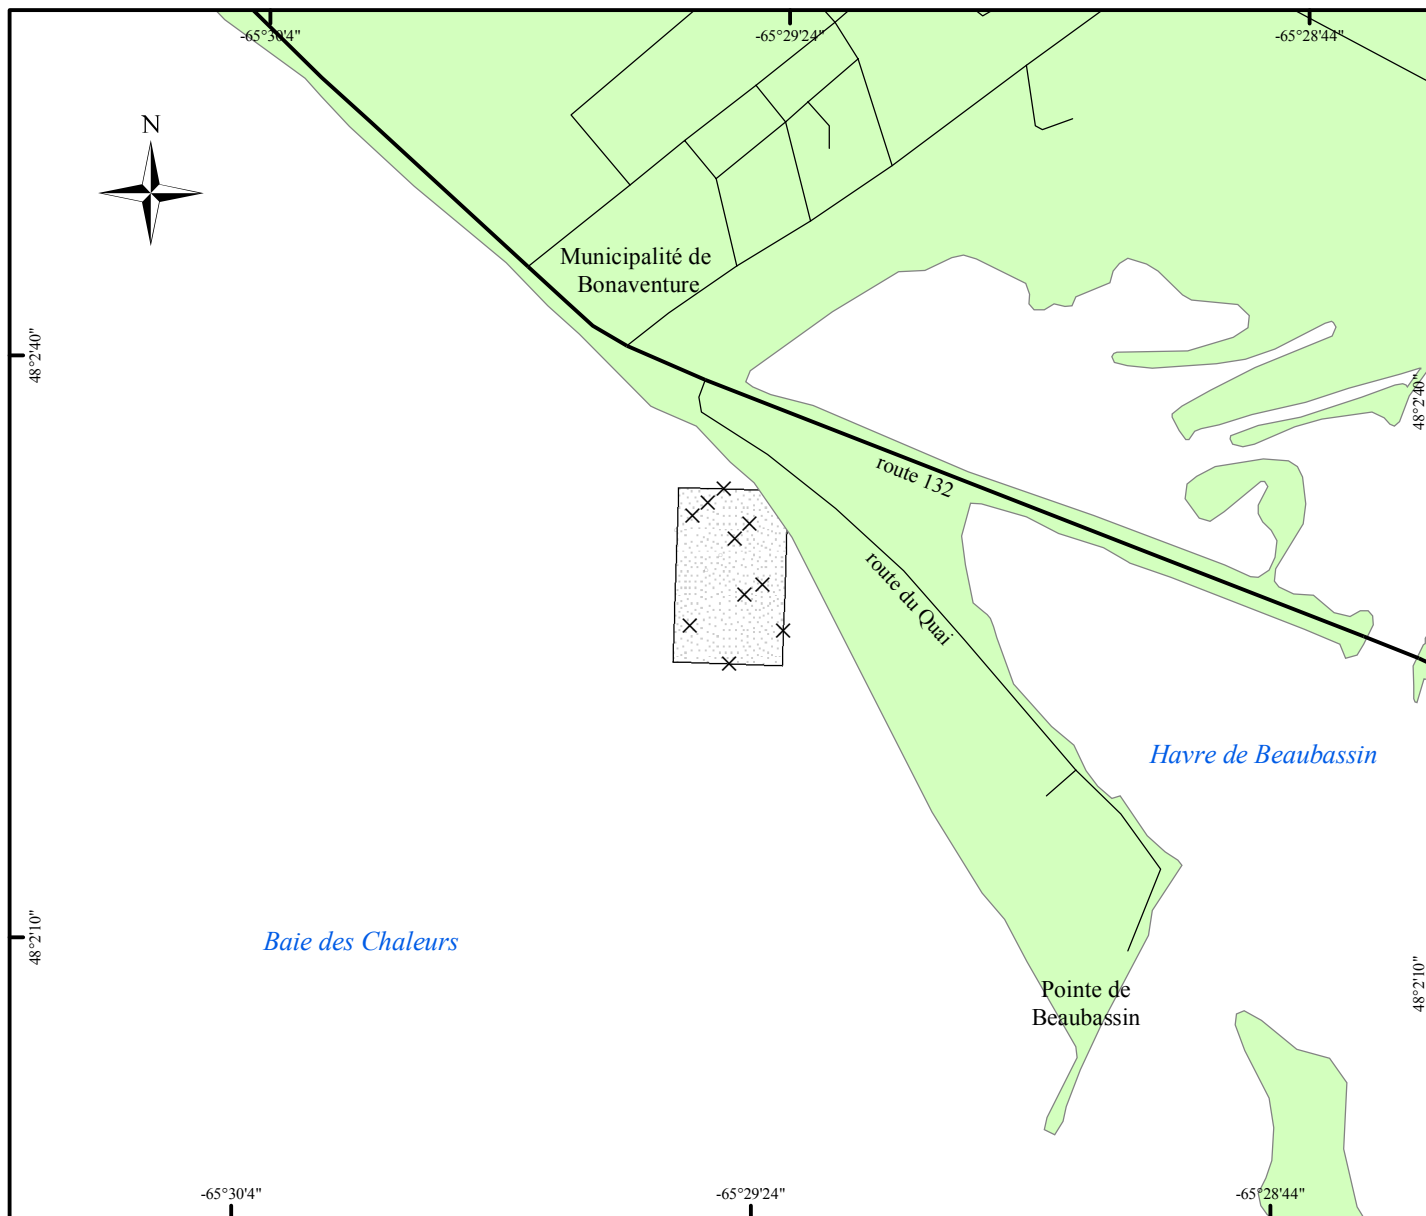 -65°30'4"
-65°29'24"
-65°28'44"
N
Municipalité de
Bonaventure
48°2'40"
48°2'40"
route 132
route du Quai
Havre de Beaubassin
Baie des Chaleurs
48°2'10"
48°2'10"
Pointe de
Beaubassin
-65°30'4"
-65°29'24"
-65°28'44"